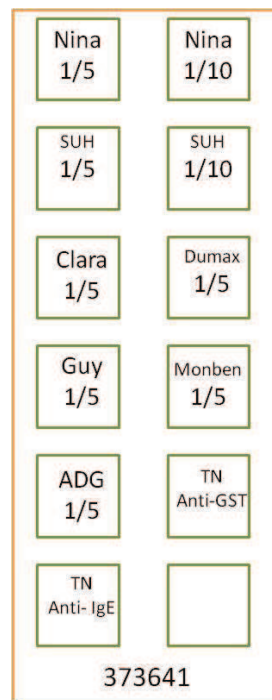 Nina
1/5
Nina
1/10
SUH
1/5
SUH
1/10
Clara
1/5
Dumax
1/5
Guy
1/5
Monben
1/5
ADG
1/5
TN
Anti-GST
TN
Anti- IgE
373641